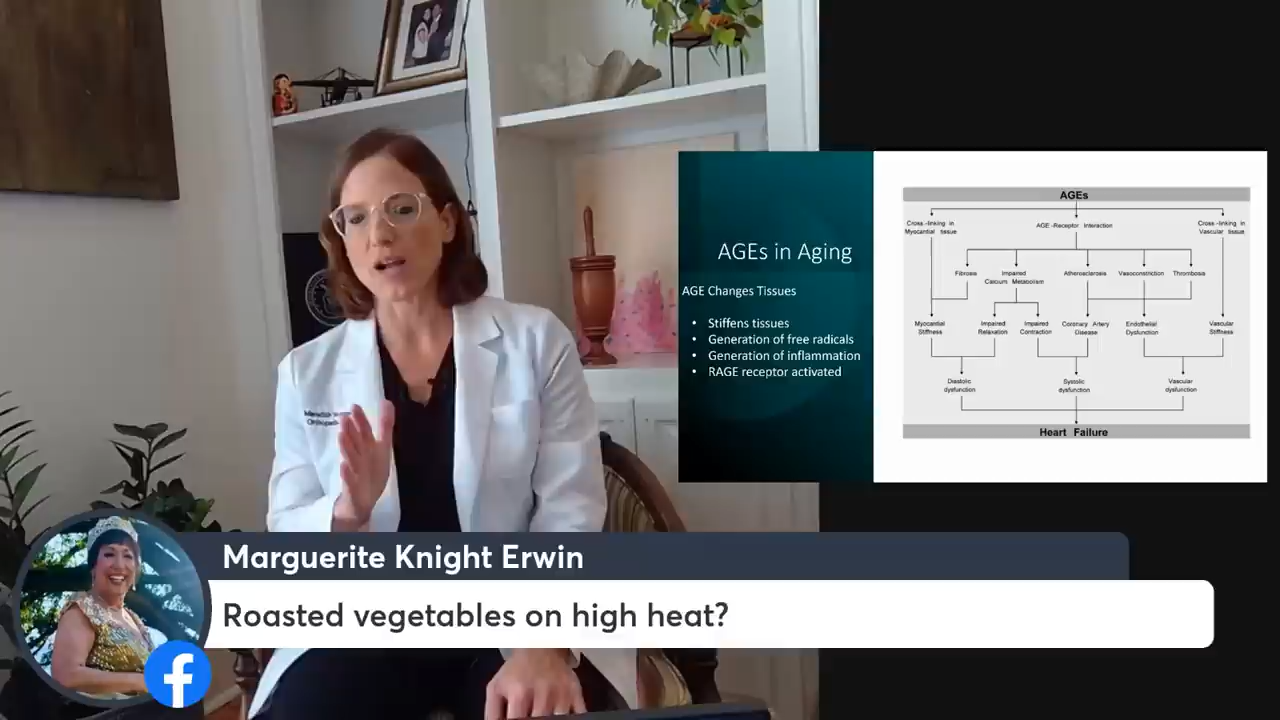 AGEs in Aging
AGE Changes Tissues
• Stiffens tissues
• Generation of free radicals
• Generation of inflammation
• RAGE receptor activated
AGEs
Cross-linking in
Myocardial tissue
AGE-Receptor Interaction
Cross-linking in
Vascular tissue
Fibrosis
Impaired
Calcium Metabolism
Atherosclarosis
Vasoconstriction
Thrombosis
Myocardial
Stiffness
Impaired
Relaxation
Impaired
Contraction
Coronary Artery
Disease
Endothelial
Dysfunction
Vascular
Stiffness
Diastolic
dysfunction
Systolic
dysfunction
Vascular
dysfunction
Heart Failure
Marguerite Knight Erwin
Roasted vegetables on high heat?